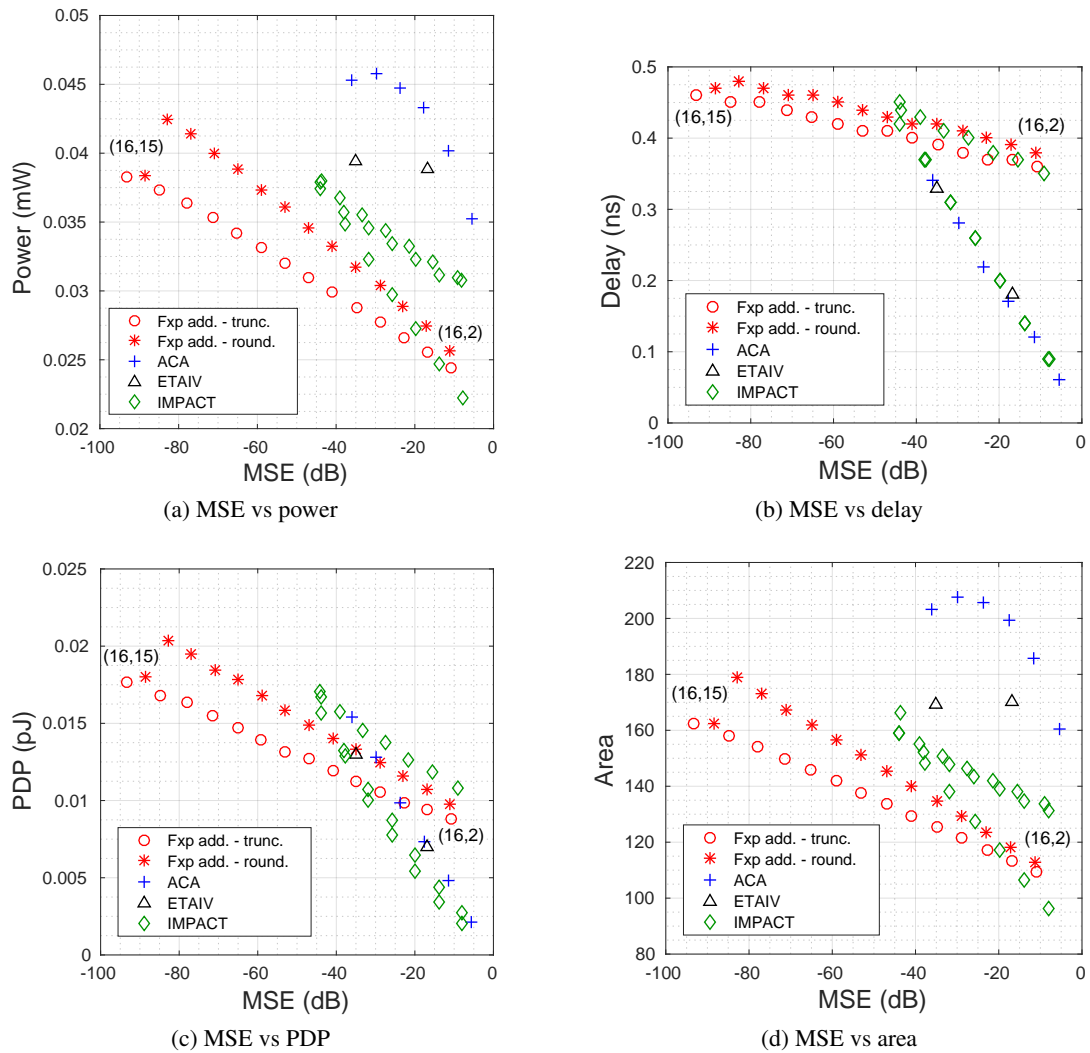 0.05
0.045
0.04
0.035
0.03
0.025
0.02
Power (mW)
(16,15)
(16,2)
Fxp add. - trunc.
Fxp add. - round.
ACA
ETAIV
IMPACT
-100 -80 -60 -40 -20 0
MSE (dB)
(a) MSE vs power
0.5
0.4
0.3
0.2
0.1
0
Delay (ns)
(16,15)
(16,2)
Fxp add. - trunc.
Fxp add. - round.
ACA
ETAIV
IMPACT
-100 -80 -60 -40 -20 0
MSE (dB)
(b) MSE vs delay
0.025
0.02
0.015
0.01
0.005
0
PDP (pJ)
(16,15)
(16,2)
Fxp add. - trunc.
Fxp add. - round.
ACA
ETAIV
IMPACT
-100 -80 -60 -40 -20 0
MSE (dB)
(c) MSE vs PDP
220
200
180
160
140
120
100
80
Area
(16,15)
(16,2)
Fxp add. - trunc.
Fxp add. - round.
ACA
ETAIV
IMPACT
-100 -80 -60 -40 -20 0
MSE (dB)
(d) MSE vs area